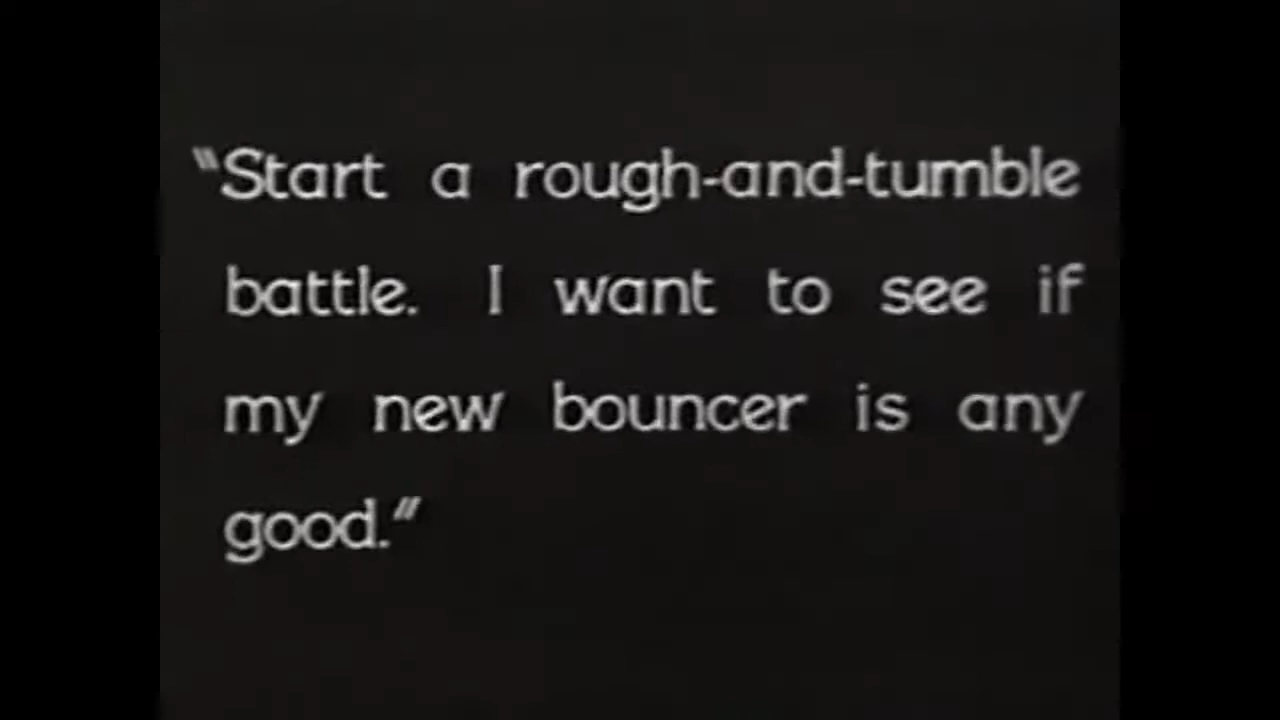 "Start a rough-and-tumble
battle. I want to see if
my new bouncer is any
good."